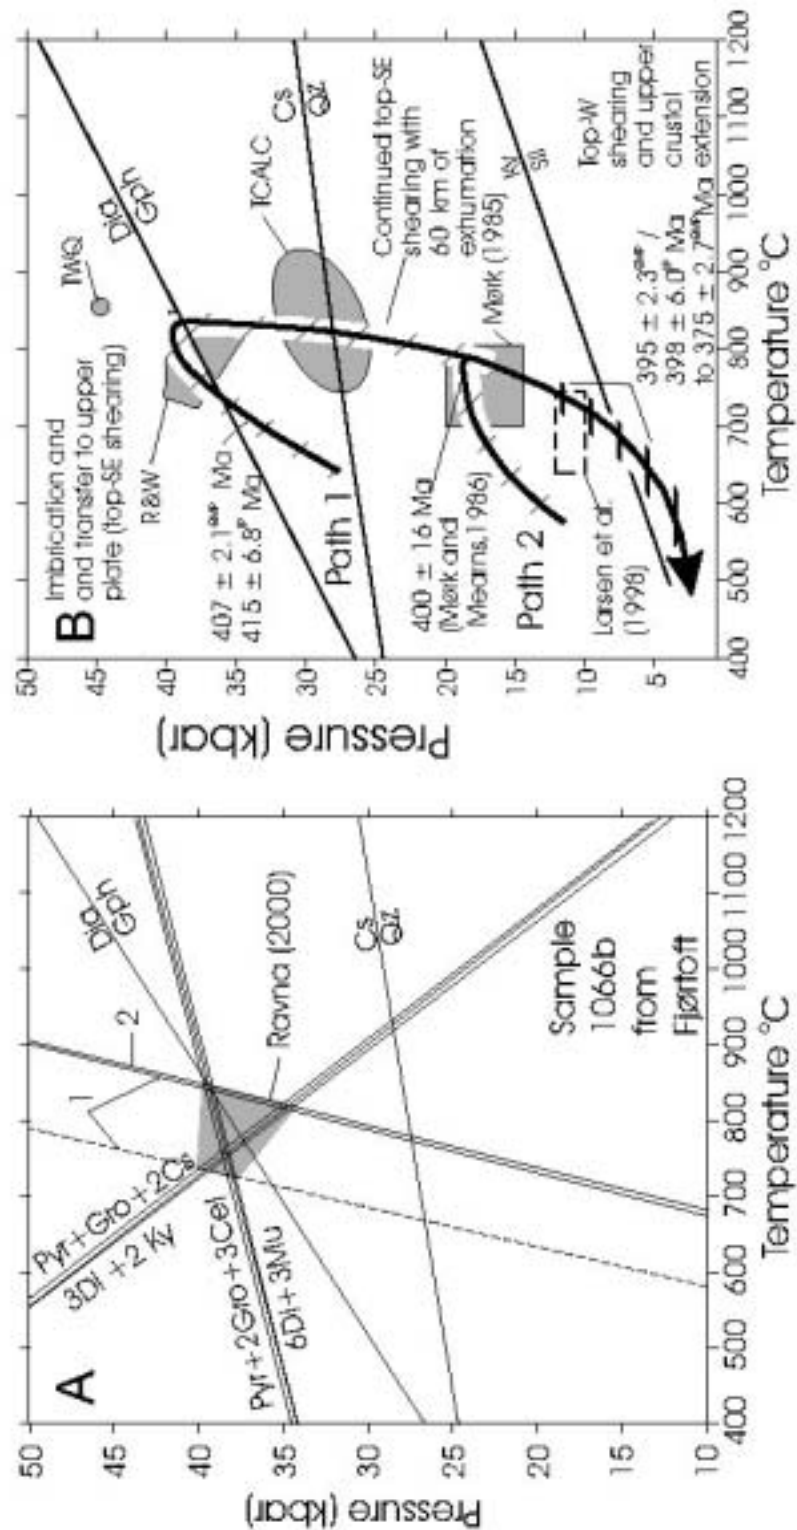 A
50
45
40
35
30
25
20
15
10
Pressure (kbar)
400
500
600
700
800
900
1000
1100
1200
Temperature °C
Pyr+Gro+2Cs
3Di+2 Ky
Pyr+2Gro+3Cel
6Di+3Mu
1
2
Dia
Gph
Ravna (2000)
Cs
Qz
Sample
1066b
from
Fjørtoft
B
50
45
40
35
30
25
20
15
10
5
Pressure (kbar)
400
500
600
700
800
900
1000
1100
1200
Temperature °C
Imbrication and
and transfer to upper
plate (top-SE shearing)
R&W
TWQ
Dia
Gph
TCALC
Cs
Qz
407 ± 2.1 Ma
415 ± 6.8 Ma
Path 1
Continued top-SE
shearing with
60 km of
exhumation
Mørk (1985)
400 ± 16 Ma
(Mørk and
Mearns, 1986)
Path 2
Ky
Sill
Larsen et al.
(1998)
Top-W
shearing
and upper
crustal
395 ± 2.3 /
398 ± 6.0 Ma
to 375 ± 2.7 Ma extension